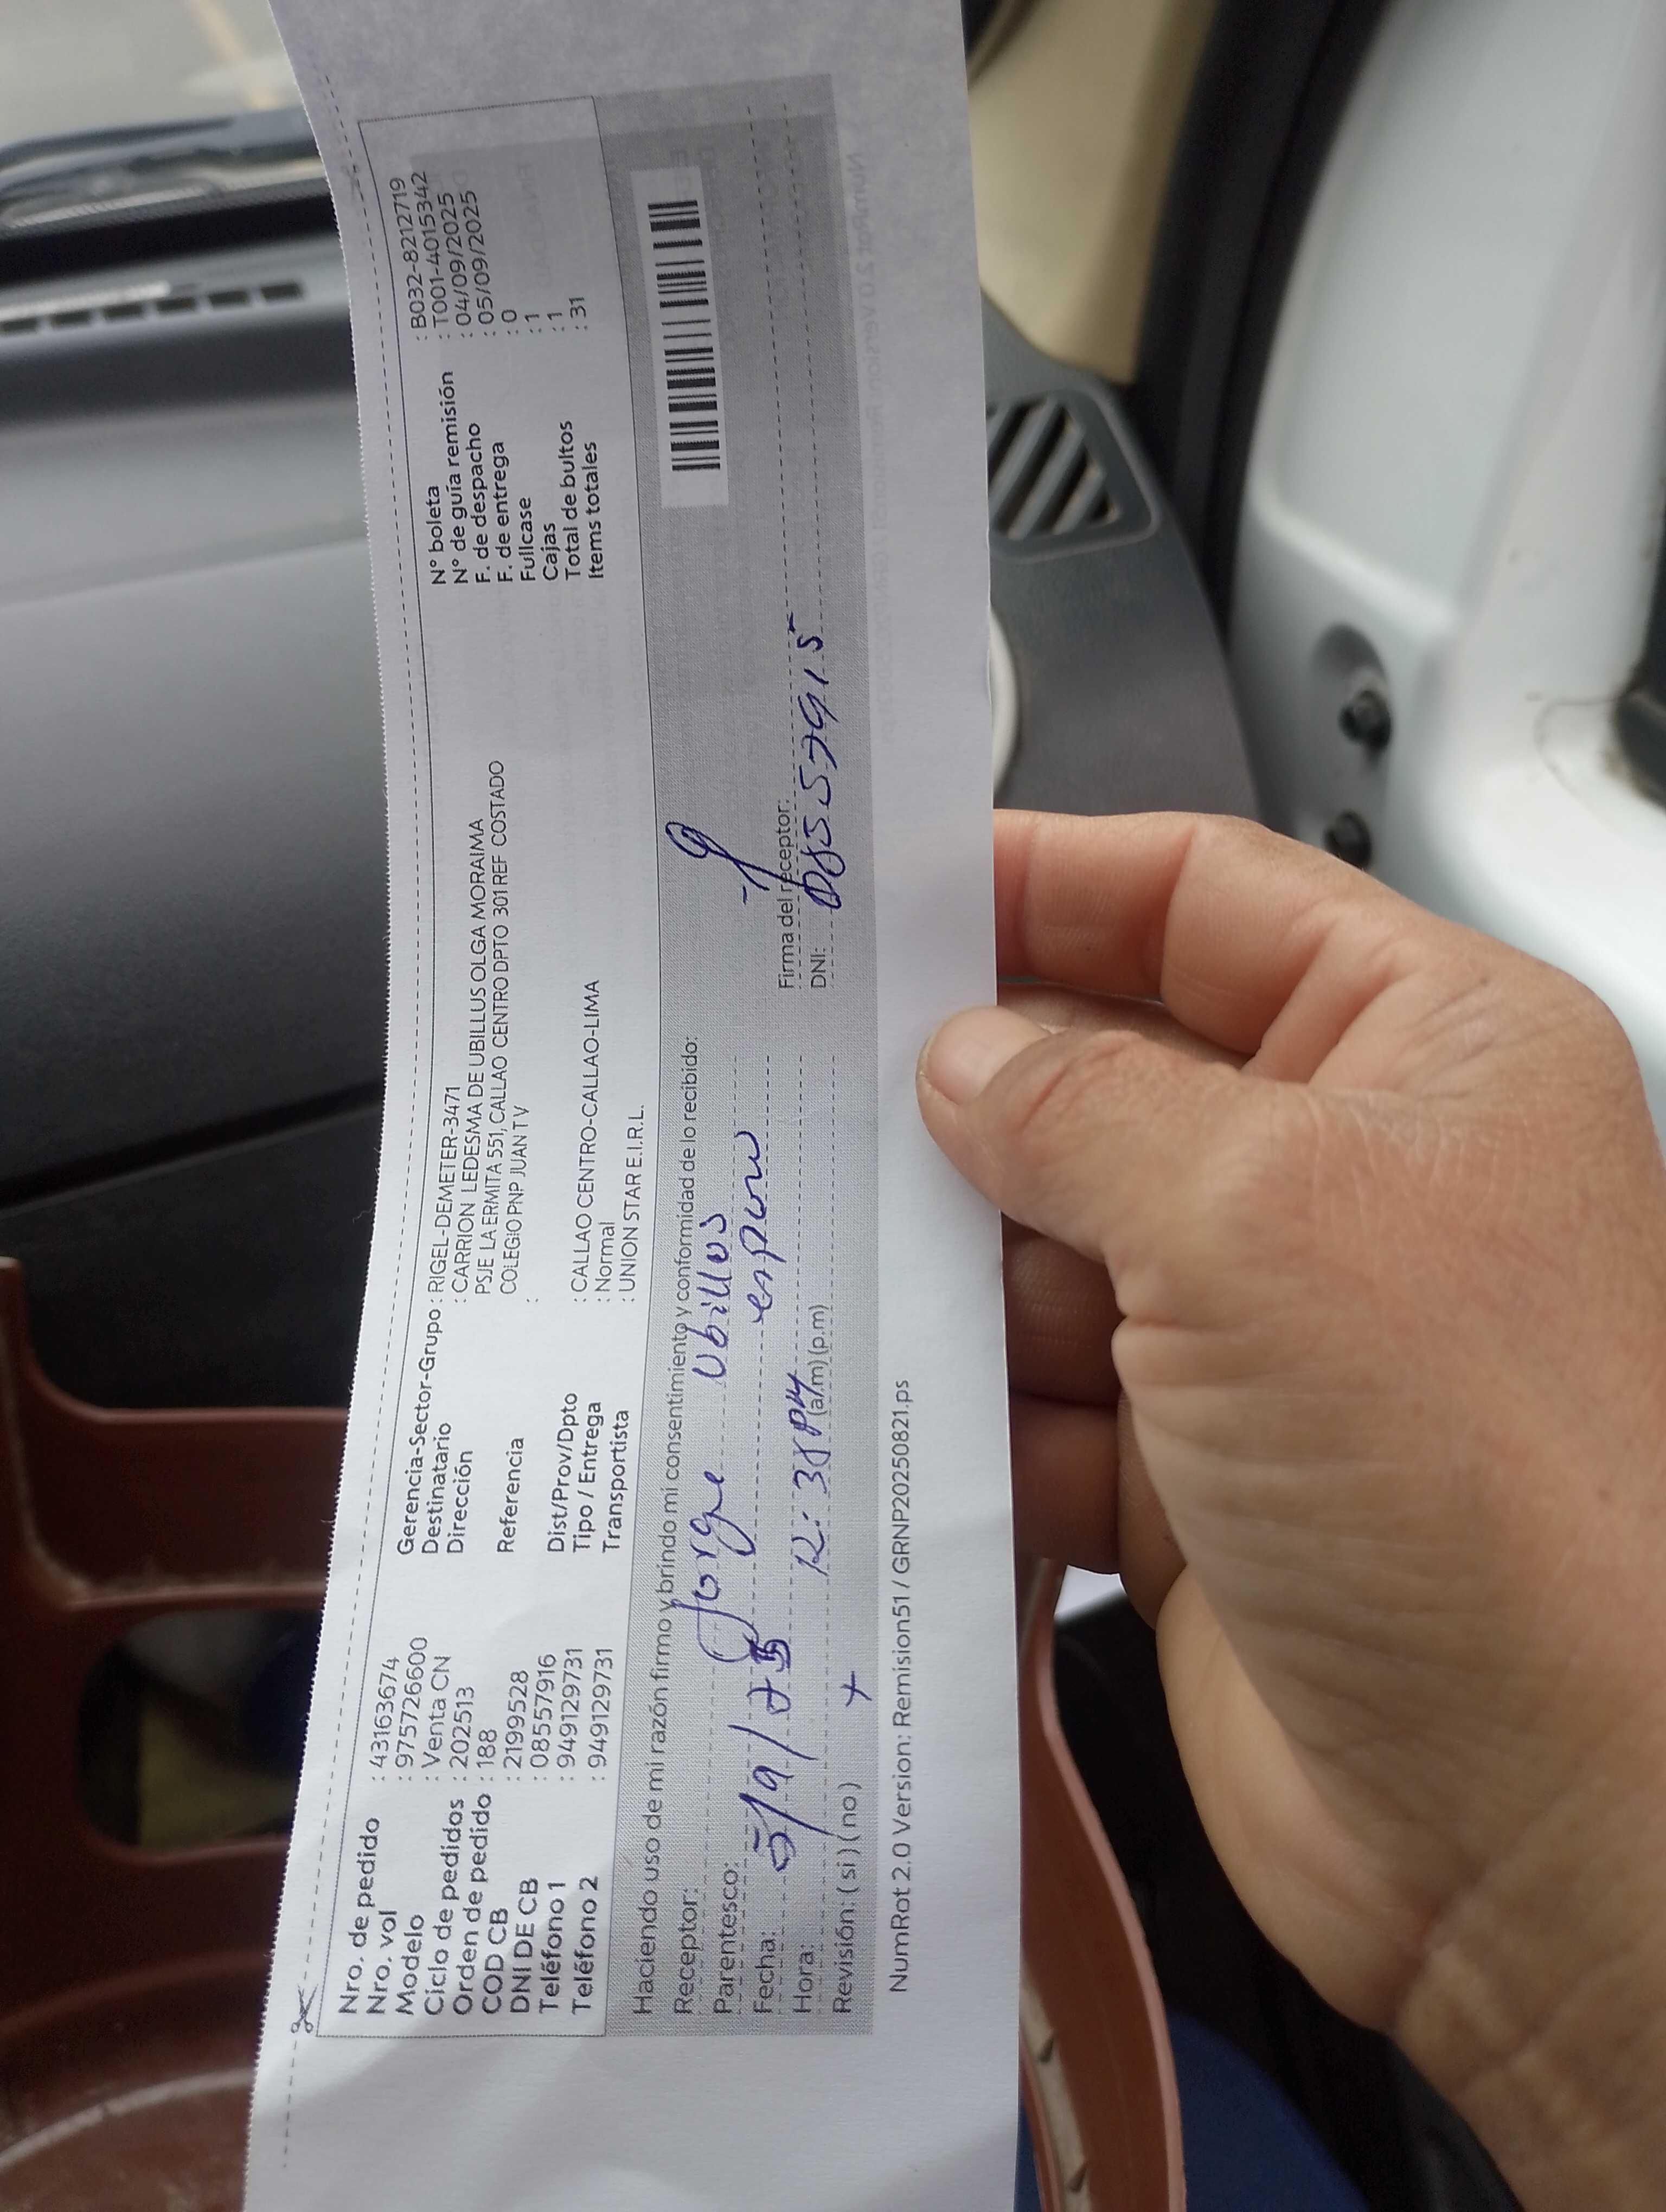 Nro. de pedido : 43163674
Nro. vol : 975726600
Modelo : Venta CN
Ciclo de pedidos : 202513
Orden de pedido : 188
COD CB : 2199528
DNI DE CB : 08557916
Teléfono 1 : 949129731
Teléfono 2 : 949129731
Gerencia-Sector-Grupo : RIGEL-DEMETER-3471
Destinatario : CARRION LEDESMA DE UBILLUS OLGA MORAIMA
Dirección PSJE LA ERMITA 551, CALLAO CENTRO DPTO 301 REF COSTADO
COLEGIO PNP JUAN T V
Referencia :
Dist/Prov/Dpto : CALLAO CENTRO-CALLAO-LIMA
Tipo / Entrega : Normal
Transportista : UNION STAR E.I.R.L.
N° boleta : B032-8212719
N° de guía remisión : T001-4015342
F. de despacho : 04/09/2025
F. de entrega : 05/09/2025
Fullcase : 0
Cajas : 1
Total de bultos : 1
Items totales : 31
Haciendo uso de mi razón firmo y brindo mi consentimiento y conformidad de lo recibido:
Receptor: Jorge Ubillos
Parentesco:
Fecha: 5/9/25
Hora: 12:38 PM (a.m) (p.m)
Revisión: ( si ) ( no )
Firma del receptor:
DNI: 08557915
NumRot 2.0 Version: Remision51 / GRNP20250821.ps